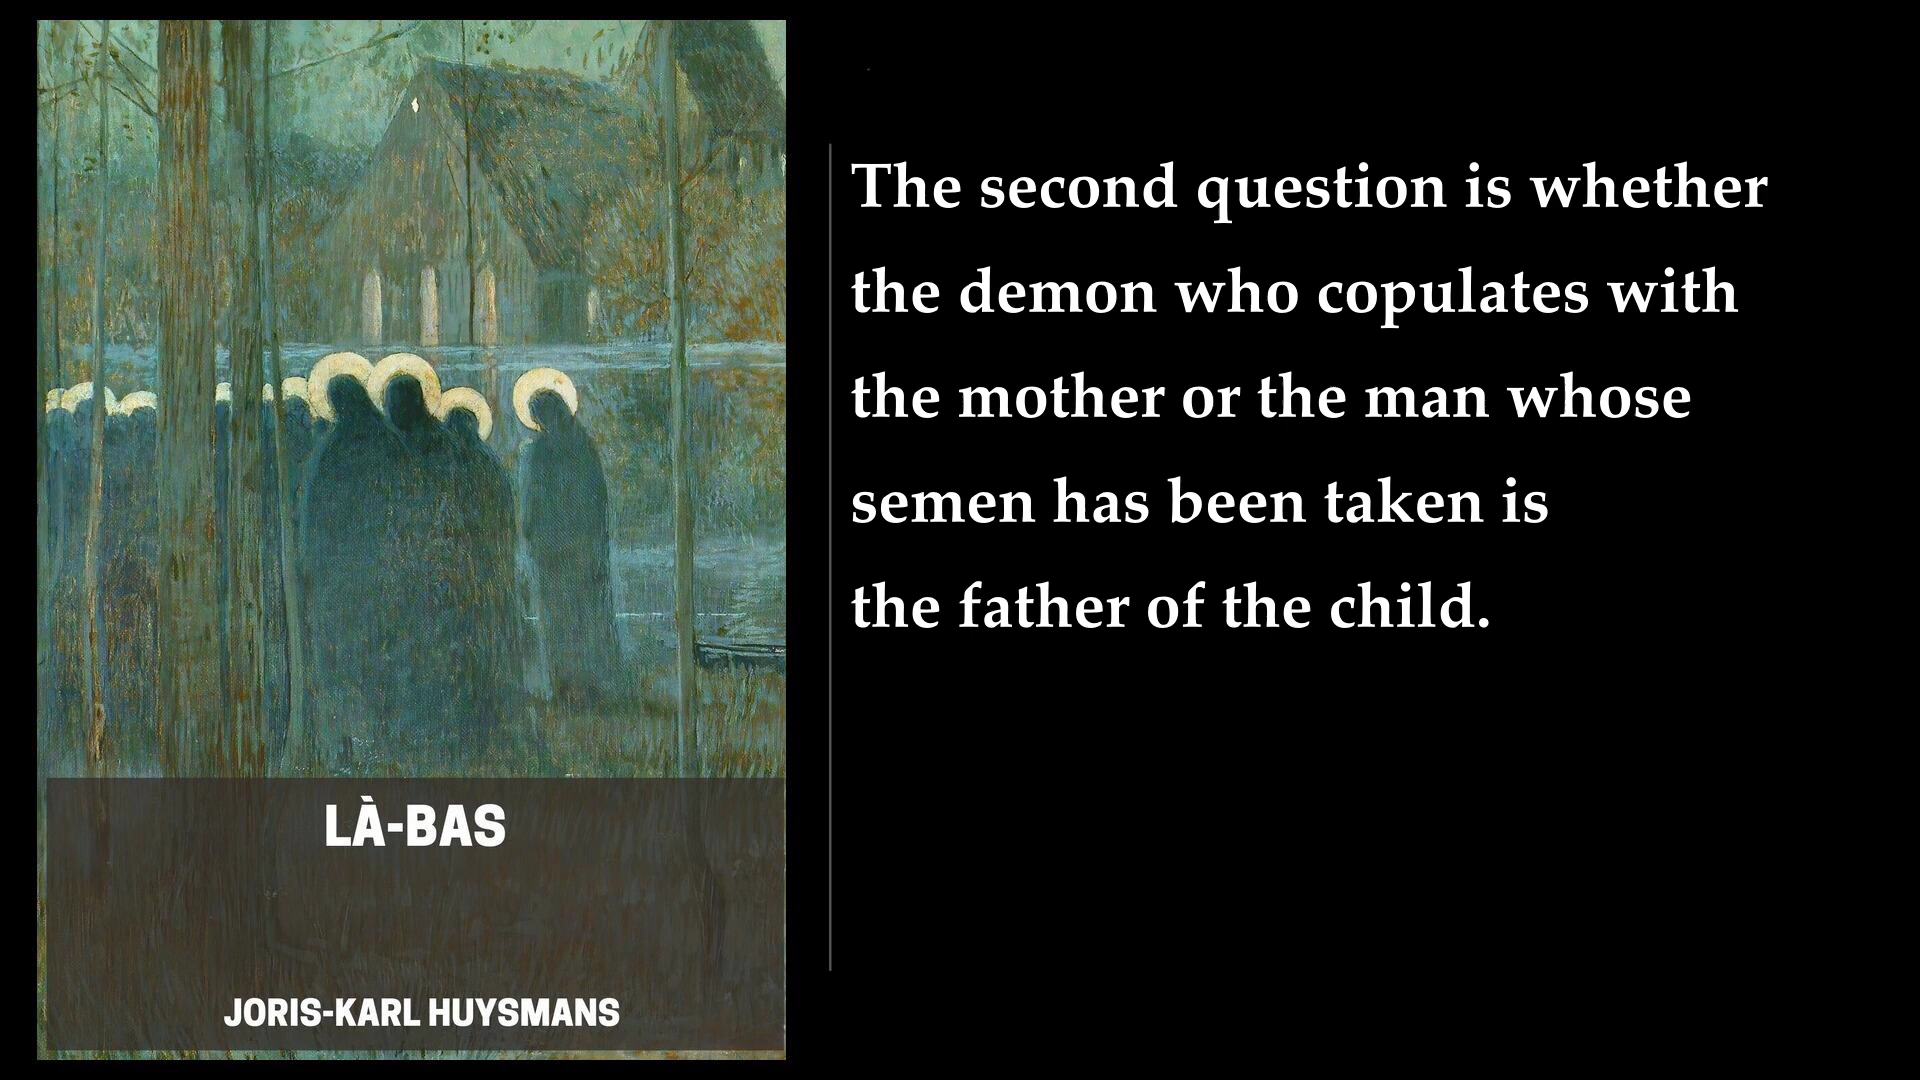 LÀ-BAS
JORIS-KARL HUYSMANS
The second question is whether
the demon who copulates with
the mother or the man whose
semen has been taken is
the father of the child.